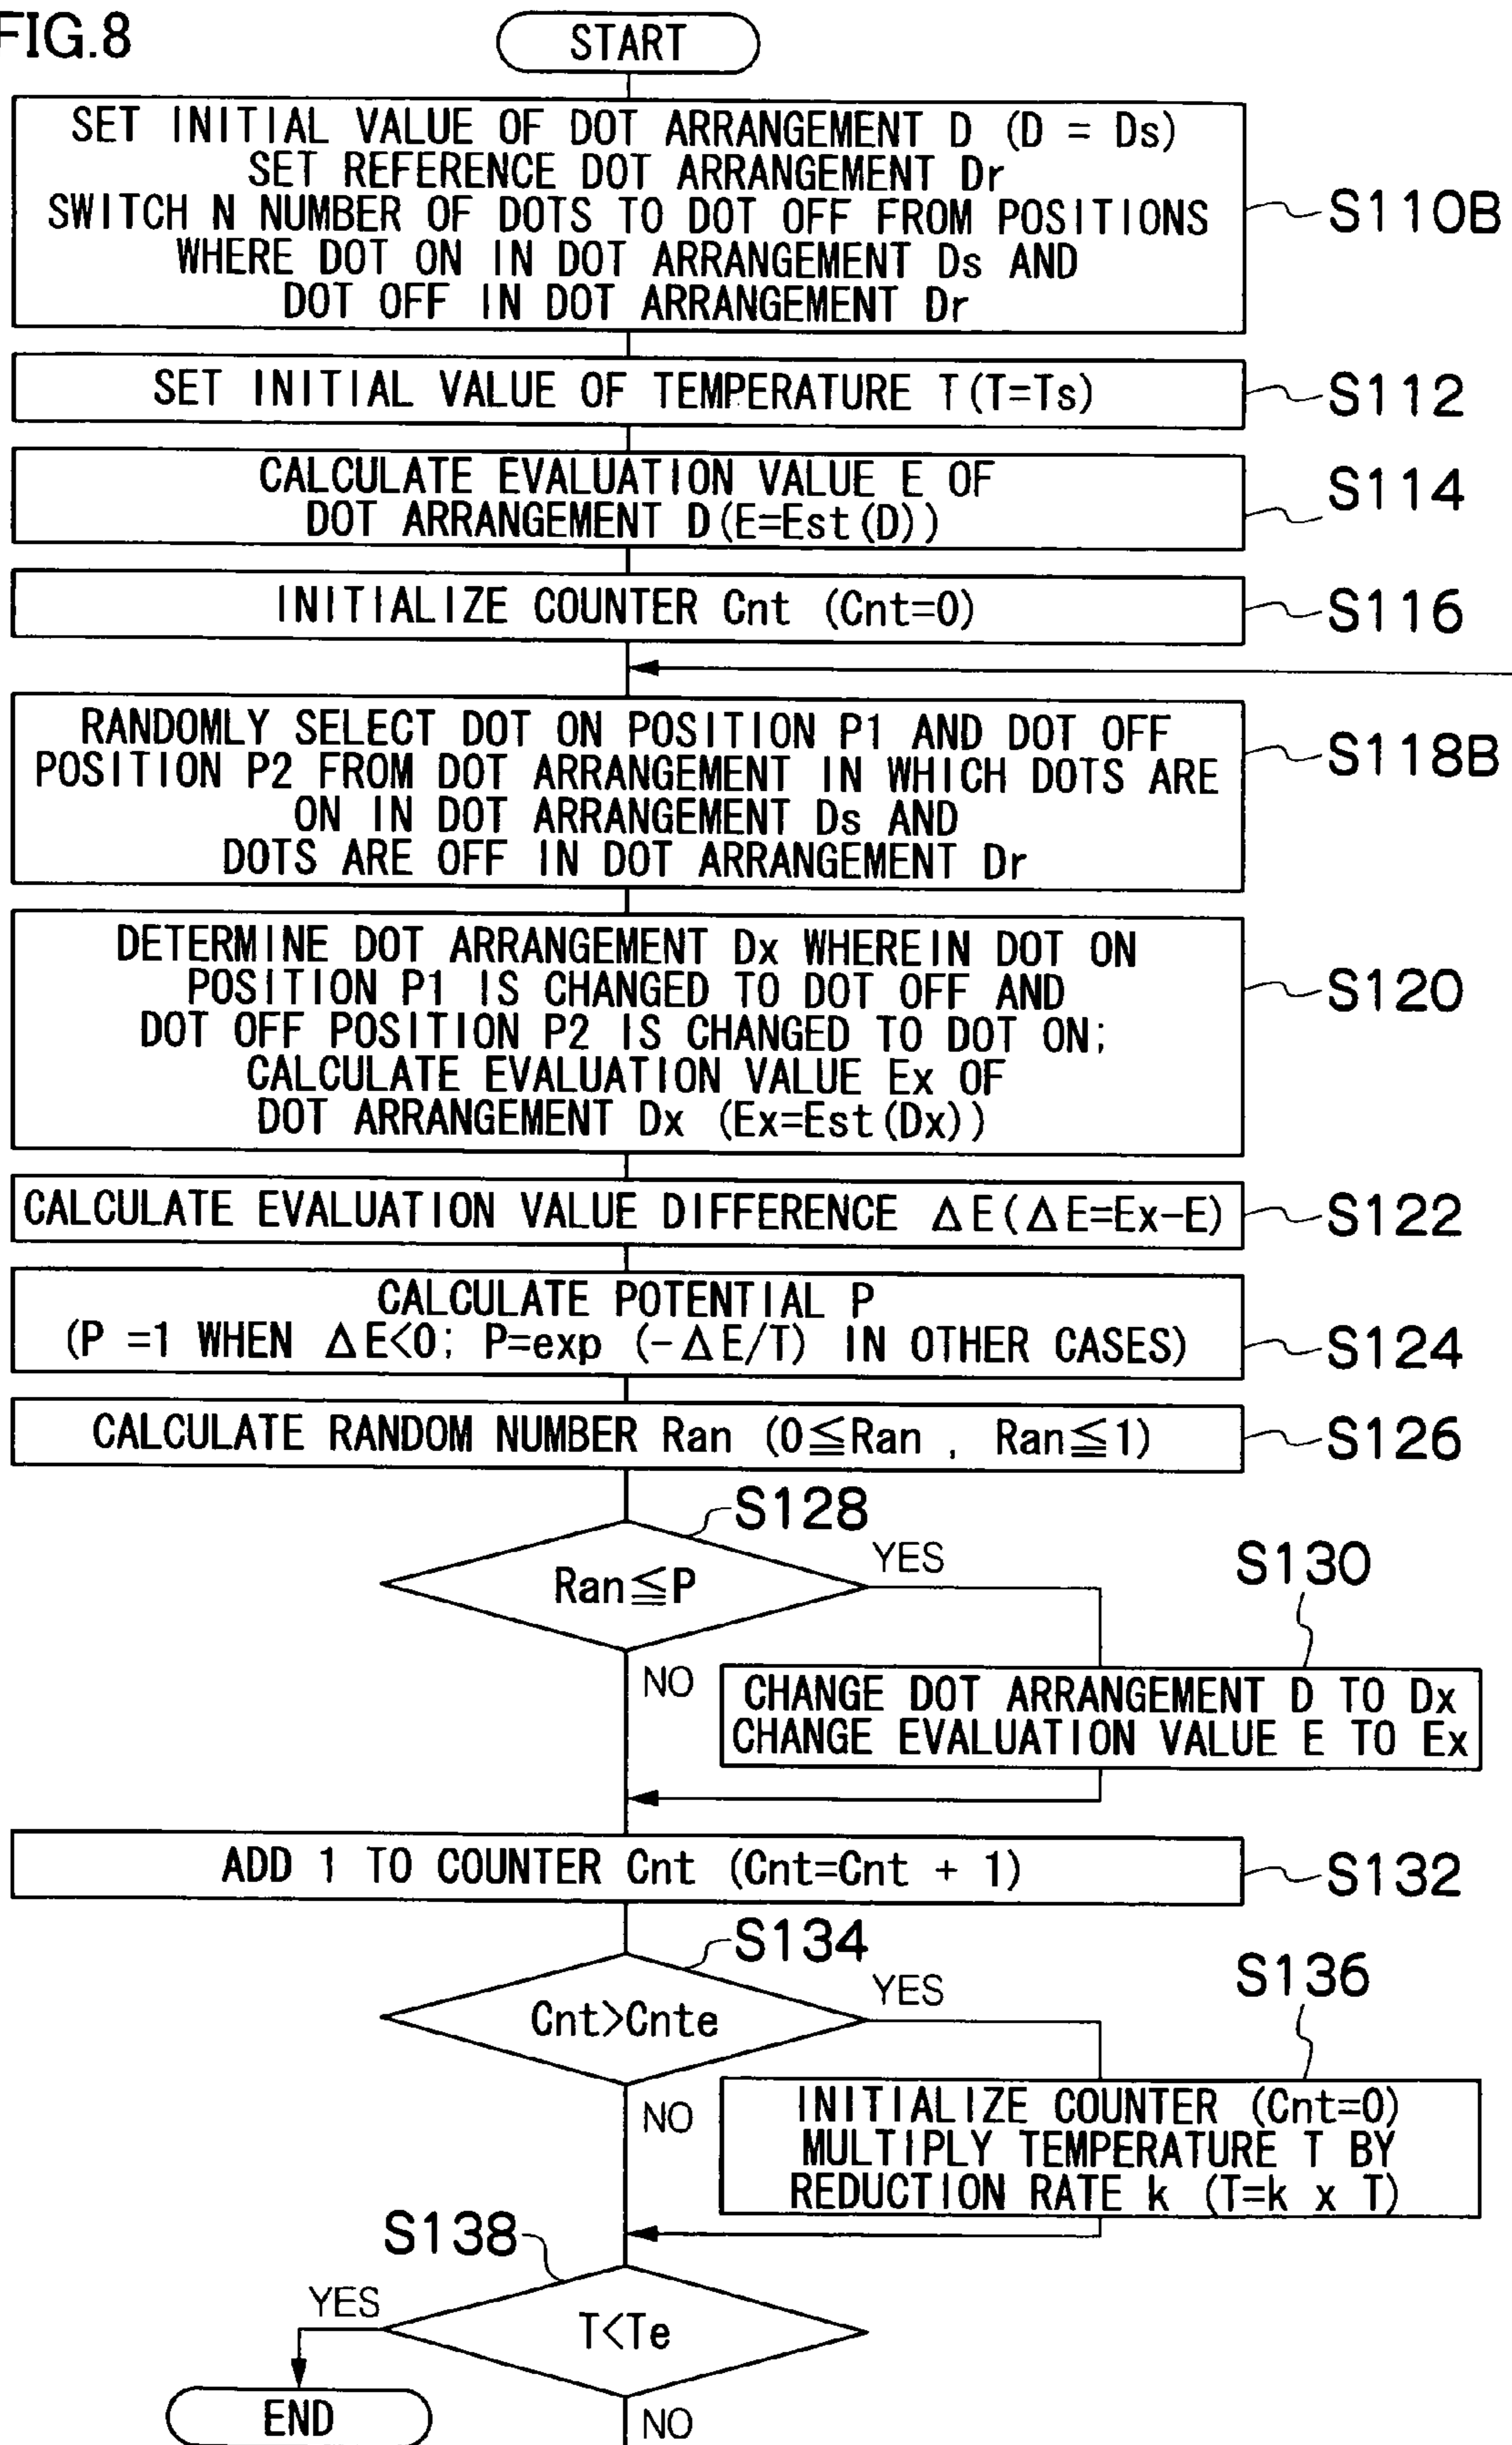 FIG.8
START
SET INITIAL VALUE OF DOT ARRANGEMENT D (D = Ds)
SET REFERENCE DOT ARRANGEMENT Dr
SWITCH N NUMBER OF DOTS TO DOT OFF FROM POSITIONS
WHERE DOT ON IN DOT ARRANGEMENT Ds AND
DOT OFF IN DOT ARRANGEMENT Dr
S110B
SET INITIAL VALUE OF TEMPERATURE T(T=Ts)
S112
CALCULATE EVALUATION VALUE E OF
DOT ARRANGEMENT D(E=Est(D))
S114
INITIALIZE COUNTER Cnt (Cnt=0)
S116
RANDOMLY SELECT DOT ON POSITION P1 AND DOT OFF
POSITION P2 FROM DOT ARRANGEMENT IN WHICH DOTS ARE
ON IN DOT ARRANGEMENT Ds AND
DOTS ARE OFF IN DOT ARRANGEMENT Dr
S118B
DETERMINE DOT ARRANGEMENT Dx WHEREIN DOT ON
POSITION P1 IS CHANGED TO DOT OFF AND
DOT OFF POSITION P2 IS CHANGED TO DOT ON;
CALCULATE EVALUATION VALUE Ex OF
DOT ARRANGEMENT Dx (Ex=Est(Dx))
S120
CALCULATE EVALUATION VALUE DIFFERENCE ΔE(ΔE=Ex-E)
S122
CALCULATE POTENTIAL P
(P =1 WHEN ΔE<0; P=exp (-ΔE/T) IN OTHER CASES)
S124
CALCULATE RANDOM NUMBER Ran (0≦Ran , Ran≦1)
S126
S128
Ran≦P
YES
S130
NO
CHANGE DOT ARRANGEMENT D TO Dx
CHANGE EVALUATION VALUE E TO Ex
ADD 1 TO COUNTER Cnt (Cnt=Cnt + 1)
S132
S134
Cnt>Cnte
YES
S136
NO
INITIALIZE COUNTER (Cnt=0)
MULTIPLY TEMPERATURE T BY
REDUCTION RATE k (T=k x T)
S138
YES
T<Te
END
NO